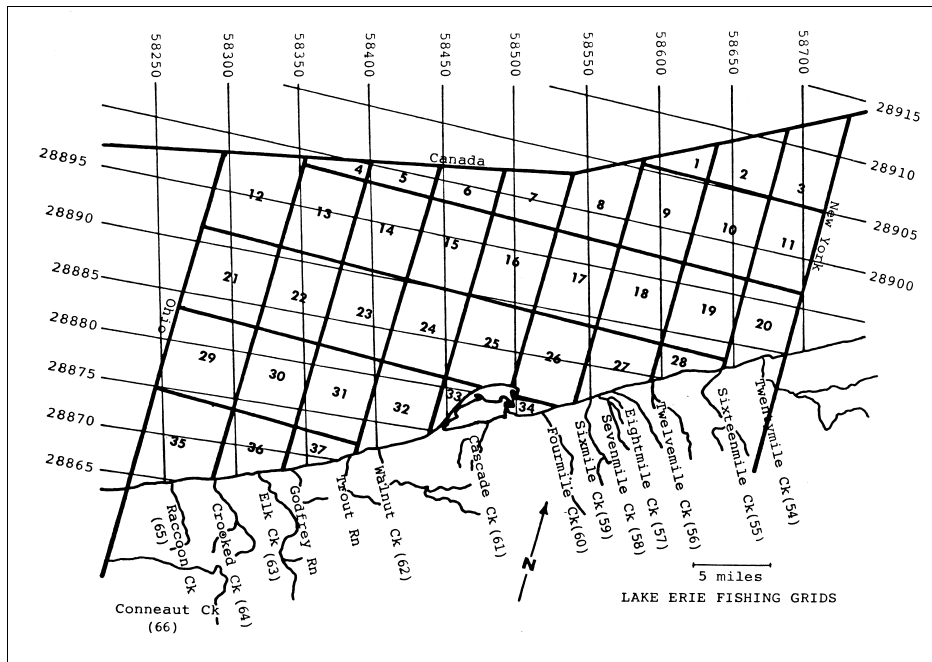 58250
58300
58350
58400
58450
58500
58550
58600
58650
58700
28915
28910
28905
28900
28895
28890
28885
28880
28875
28870
28865
Canada
New York
Ohio
1
2
3
4
5
6
7
8
9
10
11
12
13
14
15
16
17
18
19
20
21
22
23
24
25
26
27
28
29
30
31
32
33
34
35
36
37
Raccoon Ck
(65)
Crooked Ck (64)
Elk Ck (63)
Godfrey Rn
Trout Rn
Walnut Ck (62)
Cascade Ck (61)
Fourmile Ck (60)
Sixmile Ck (59)
Sevenmile Ck (58)
Eightmile Ck (57)
Twelvemile Ck (56)
Sixteenmile Ck (55)
Twentymile Ck (54)
Conneaut Ck
(66)
N
5 miles
LAKE ERIE FISHING GRIDS